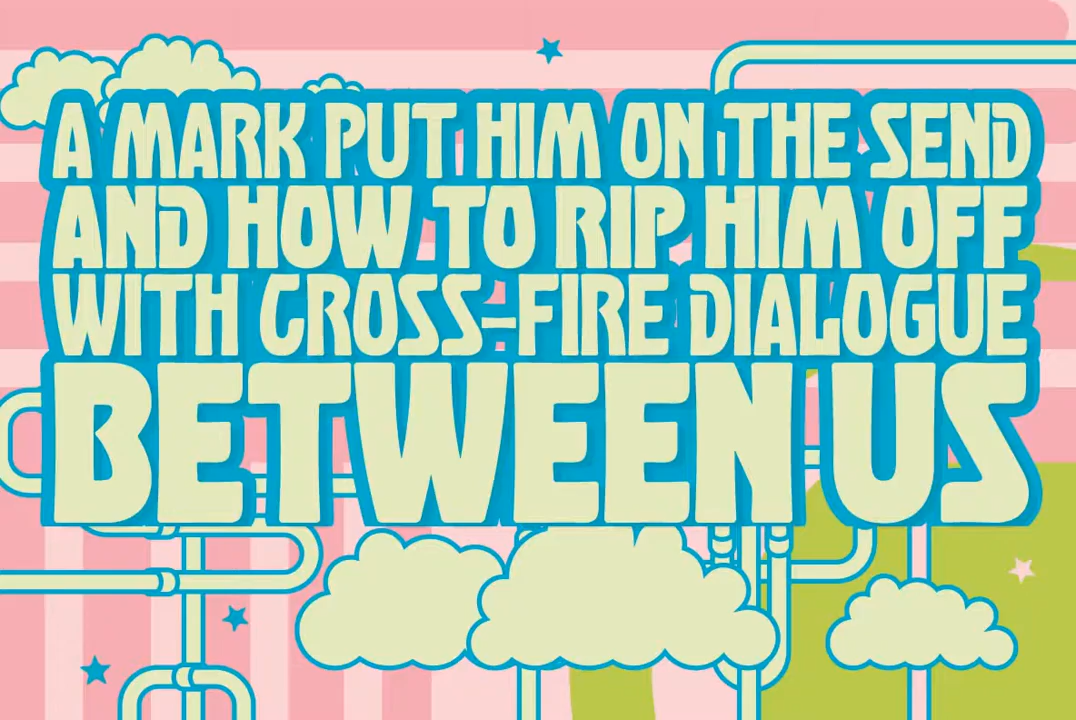 A MARK PUT HIM ON THE SEND
AND HOW TO RIP HIM OFF
WITH CROSS-FIRE DIALOGUE
BETWEEN US